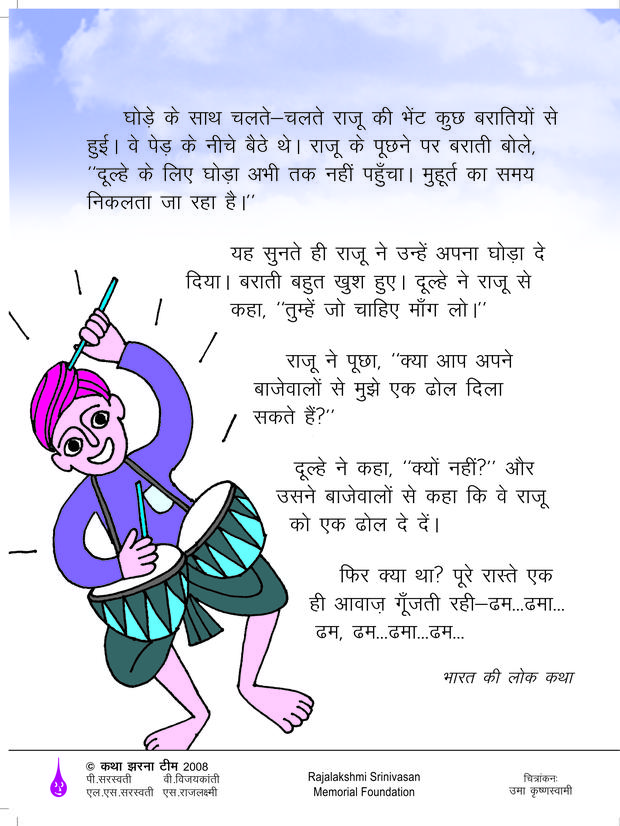 घोड़े के साथ चलते–चलते राजू की भेंट कुछ बरातियों से
हुई। वे पेड़ के नीचे बैठे थे। राजू के पूछने पर बराती बोले,
"दूल्हे के लिए घोड़ा अभी तक नहीं पहुँचा। मुहूर्त का समय
निकलता जा रहा है।"
यह सुनते ही राजू ने उन्हें अपना घोड़ा दे
दिया। बराती बहुत खुश हुए। दूल्हे ने राजू से
कहा, "तुम्हें जो चाहिए माँग लो।"
राजू ने पूछा, "क्या आप अपने
बाजेवालों से मुझे एक ढोल दिला
सकते हैं?"
दूल्हे ने कहा, "क्यों नहीं?" और
उसने बाजेवालों से कहा कि वे राजू
को एक ढोल दे दें।
फिर क्या था? पूरे रास्ते एक
ही आवाज़ गूँजती रही–ढम...ढमा...
ढम, ढम...ढमा...ढम...
भारत की लोक कथा
© कथा झरना टीम 2008
पी.सरस्वती वी.विजयकांती
एल.एस.सरस्वती एस.राजलक्ष्मी
Rajalakshmi Srinivasan
Memorial Foundation
चित्रांकनः
उमा कृष्णस्वामी